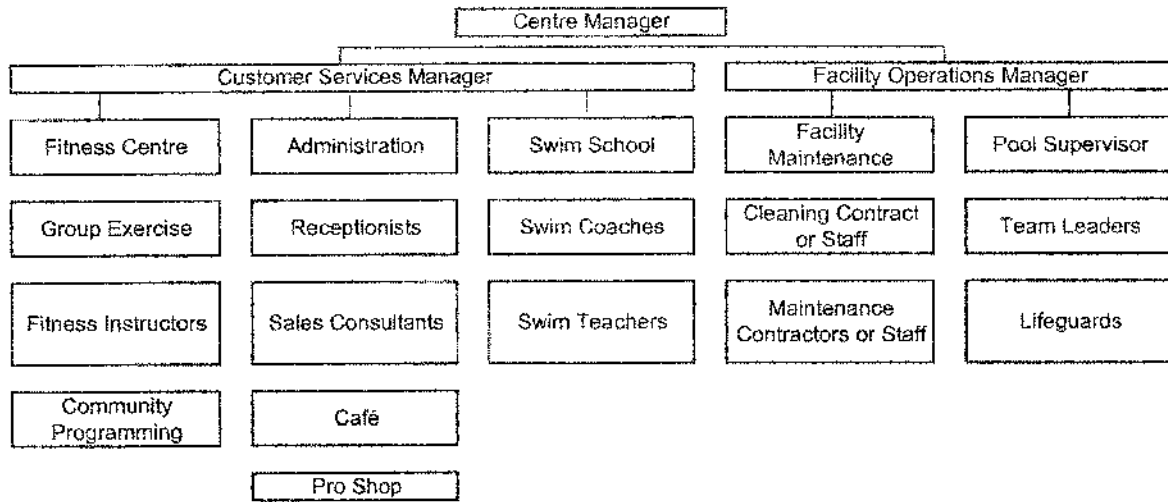 Centre Manager
Customer Services Manager
Facility Operations Manager
Fitness Centre
Administration
Swim School
Facility
Maintenance
Pool Supervisor
Group Exercise
Receptionists
Swim Coaches
Cleaning Contract
or Staff
Team Leaders
Fitness Instructors
Sales Consultants
Swim Teachers
Maintenance
Contractors or Staff
Lifeguards
Community
Programming
Café
Pro Shop